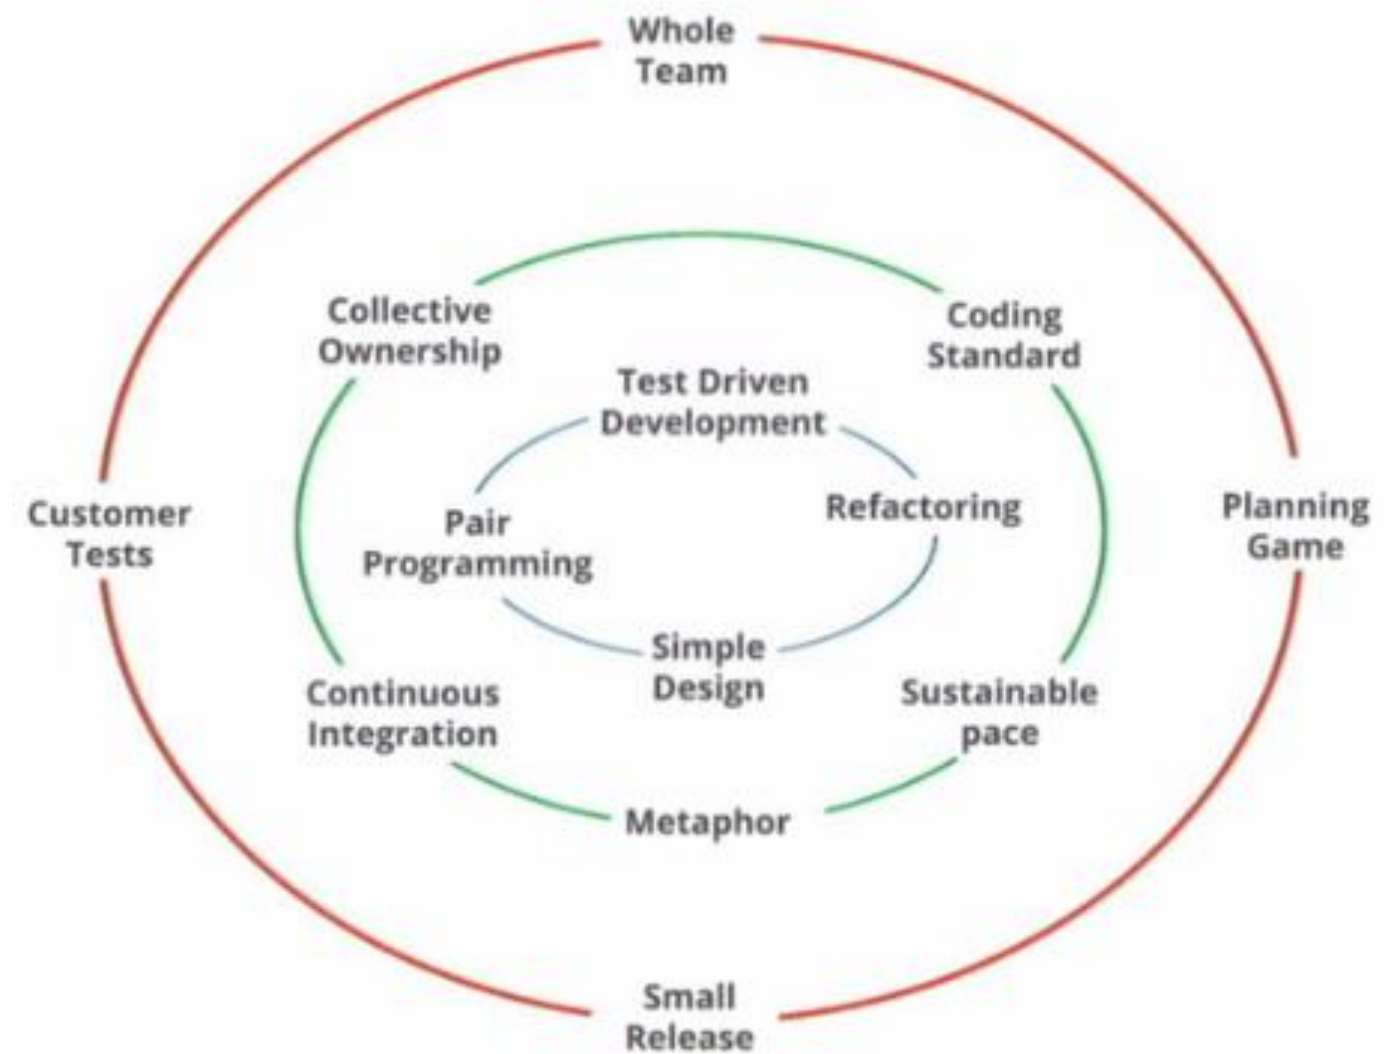 Whole
Team
Collective
Ownership
Coding
Standard
Test Driven
Development
Customer
Tests
Pair
Programming
Refactoring
Planning
Game
Simple
Design
Continuous
Integration
Sustainable
pace
Metaphor
Small
Release